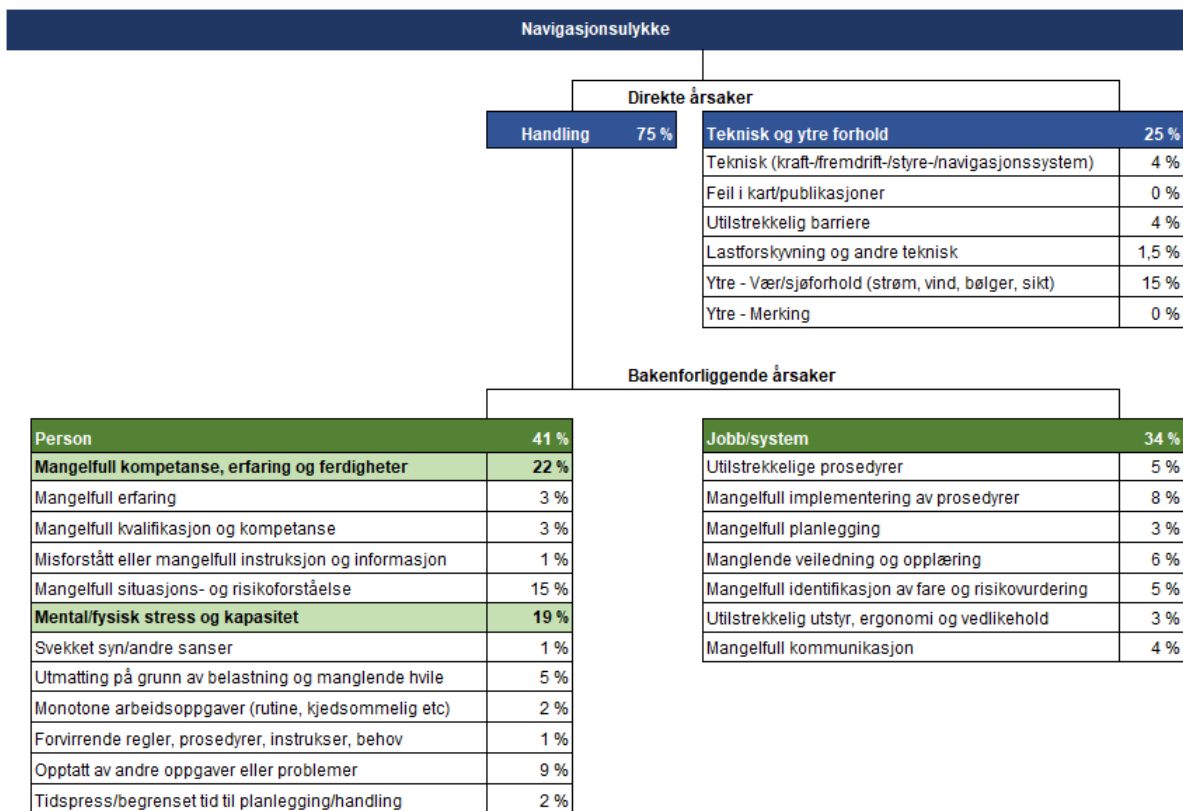 Navigasjonsulykke
Direkte årsaker
Handling 75 %
Teknisk og ytre forhold 25 %
Teknisk (kraft-/fremdrift-/styre-/navigasjonssystem) 4 %
Feil i kart/publikasjoner 0 %
Utilstrekkelig barriere 4 %
Lastforskyvning og andre teknisk 1,5 %
Ytre - Vær/sjøforhold (strøm, vind, bølger, sikt) 15 %
Ytre - Merking 0 %
Bakenforliggende årsaker
Person 41 %
Mangelfull kompetanse, erfaring og ferdigheter 22 %
Mangelfull erfaring 3 %
Mangelfull kvalifikasjon og kompetanse 3 %
Misforstått eller mangelfull instruksjon og informasjon 1 %
Mangelfull situasjons- og risikoforståelse 15 %
Mental/fysisk stress og kapasitet 19 %
Svekket syn/andre sanser 1 %
Utmatting på grunn av belastning og manglende hvile 5 %
Monotone arbeidsoppgaver (rutine, kjedsommelig etc) 2 %
Forvirrende regler, prosedyrer, instrukser, behov 1 %
Opptatt av andre oppgaver eller problemer 9 %
Tidspress/begrenset tid til planlegging/handling 2 %
Jobb/system 34 %
Utilstrekkelige prosedyrer 5 %
Mangelfull implementering av prosedyrer 8 %
Mangelfull planlegging 3 %
Manglende veiledning og opplæring 6 %
Mangelfull identifikasjon av fare og risikovurdering 5 %
Utilstrekkelig utstyr, ergonomi og vedlikehold 3 %
Mangelfull kommunikasjon 4 %